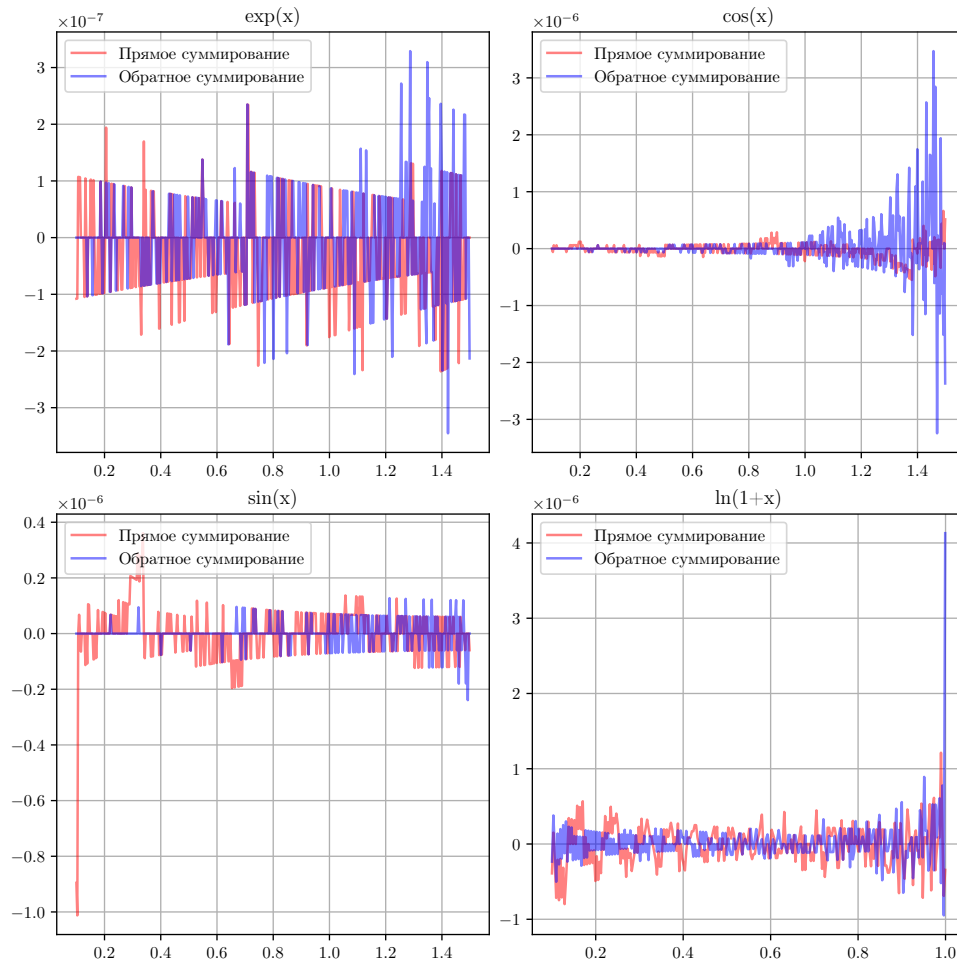 exp(x)
×10⁻⁷
Прямое суммирование
Обратное суммирование
3
2
1
0
−1
−2
−3
0.2 0.4 0.6 0.8 1.0 1.2 1.4
cos(x)
×10⁻⁶
Прямое суммирование
Обратное суммирование
3
2
1
0
−1
−2
−3
0.2 0.4 0.6 0.8 1.0 1.2 1.4
sin(x)
×10⁻⁶
Прямое суммирование
Обратное суммирование
0.4
0.2
0.0
−0.2
−0.4
−0.6
−0.8
−1.0
0.2 0.4 0.6 0.8 1.0 1.2 1.4
ln(1+x)
×10⁻⁶
Прямое суммирование
Обратное суммирование
4
3
2
1
0
−1
0.2 0.4 0.6 0.8 1.0